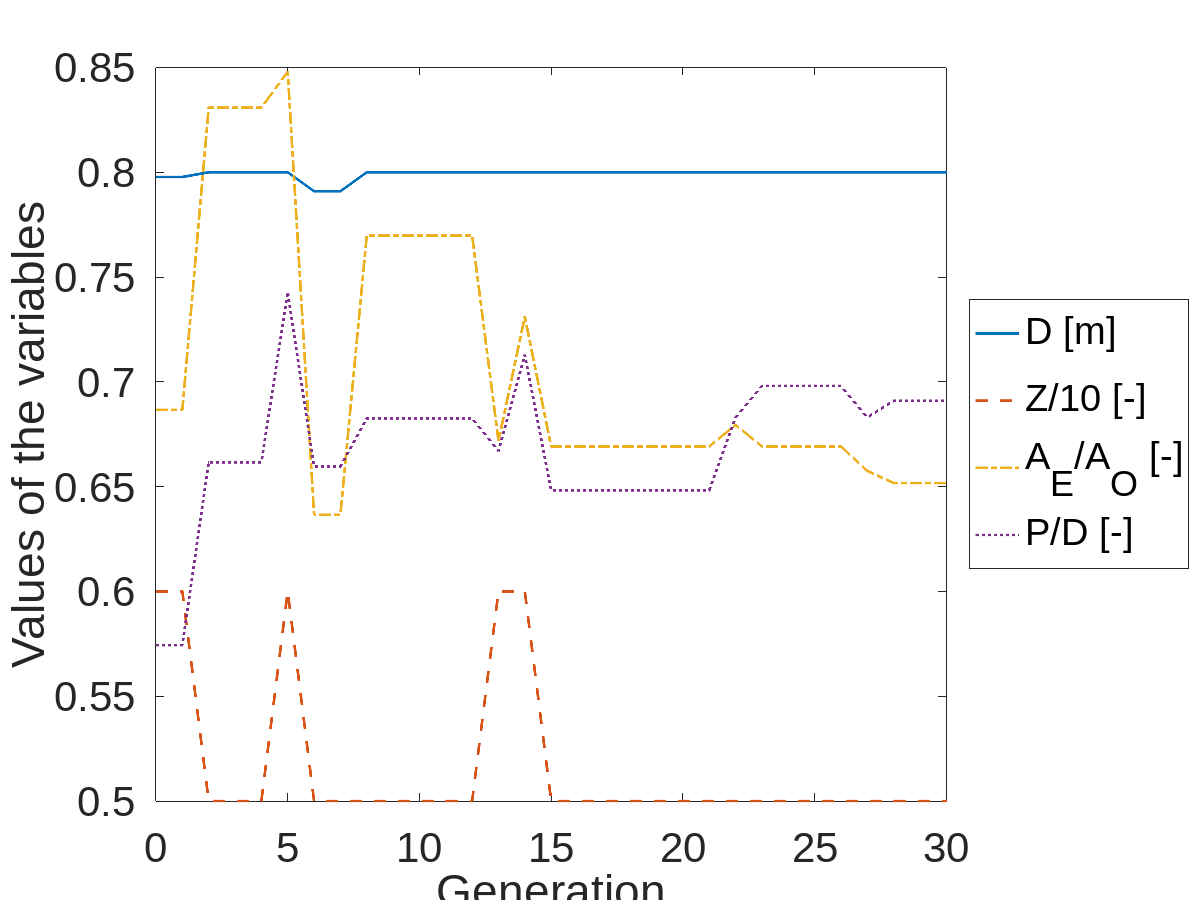 Values of the variables
0.85
0.8
0.75
0.7
0.65
0.6
0.55
0.5
0 5 10 15 20 25 30
Generation
D [m]
Z/10 [-]
A_E/A_O [-]
P/D [-]